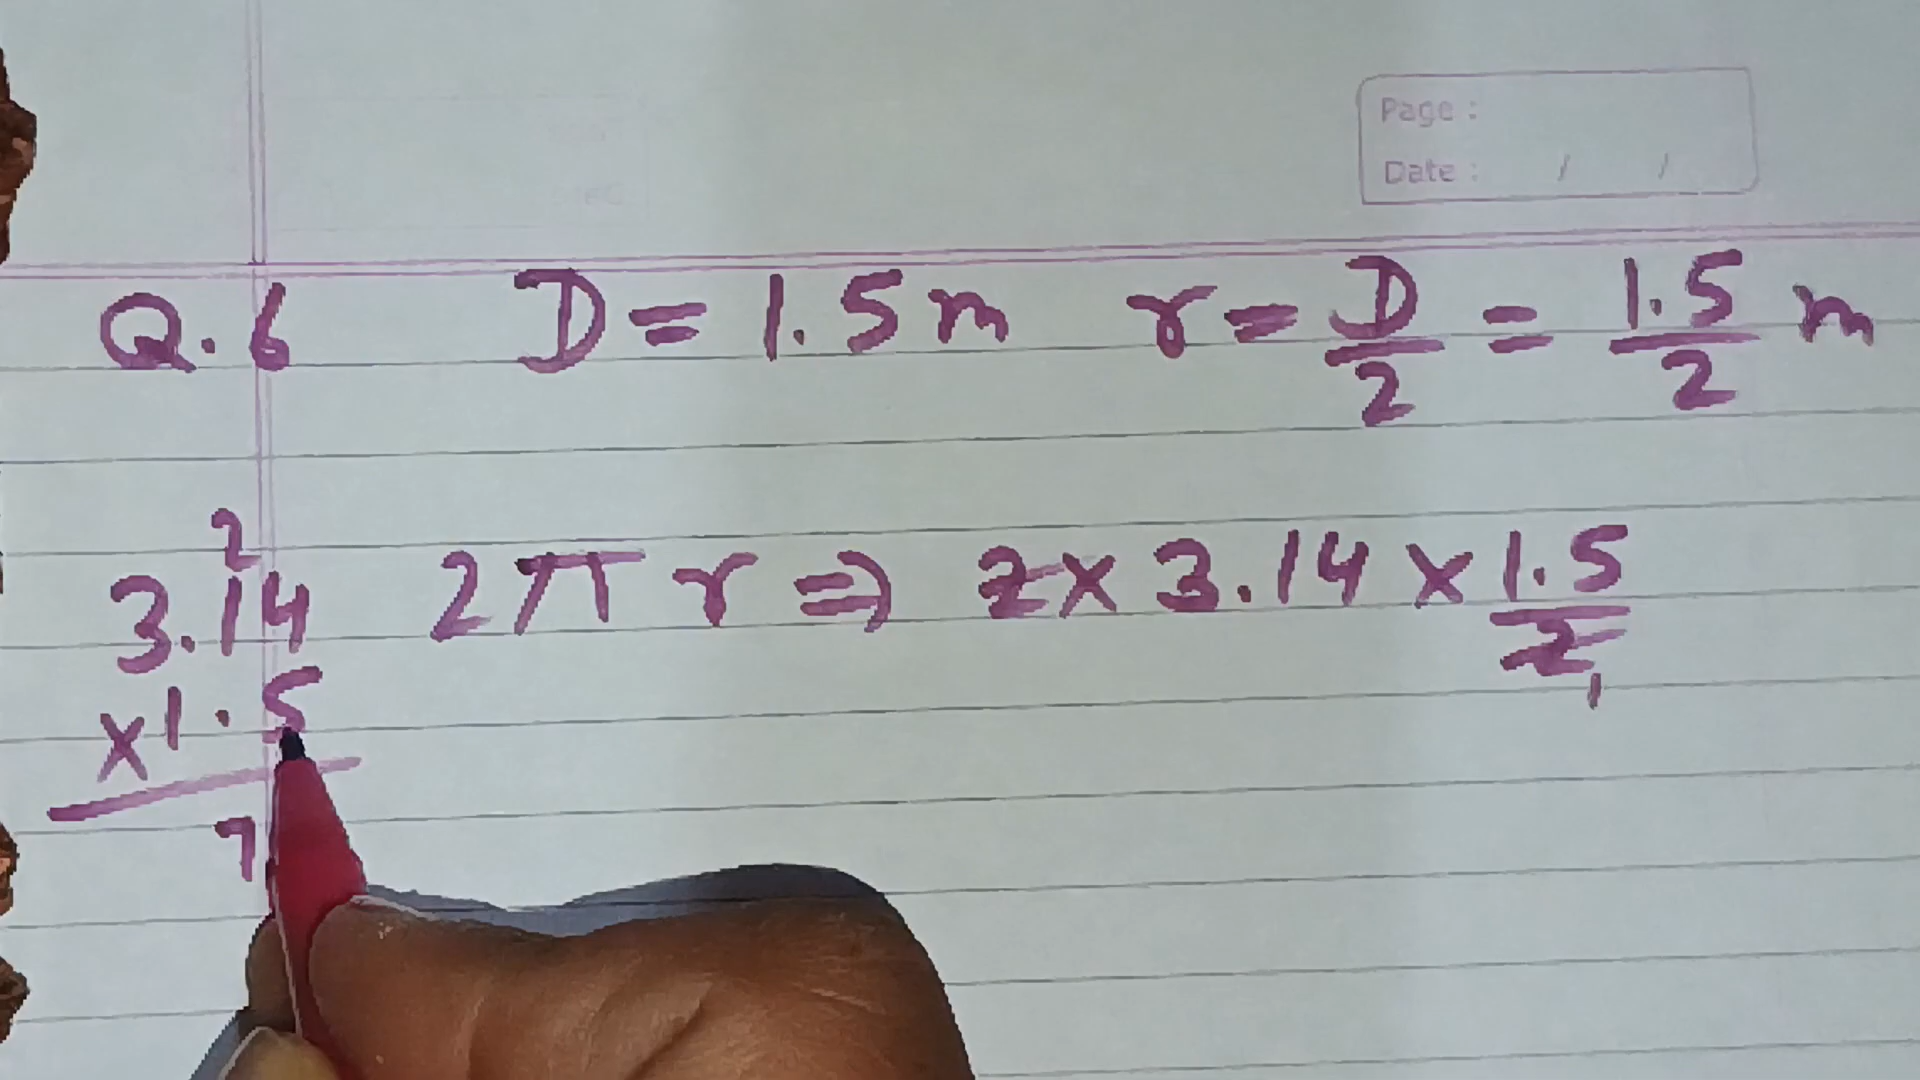 Page :
Date : / /
Q.6 D = 1.5 m r = D/2 = 1.5/2 m
2πr ⇒ 2 × 3.14 × 1.5/2 1
2
3.14
× 1.5
7